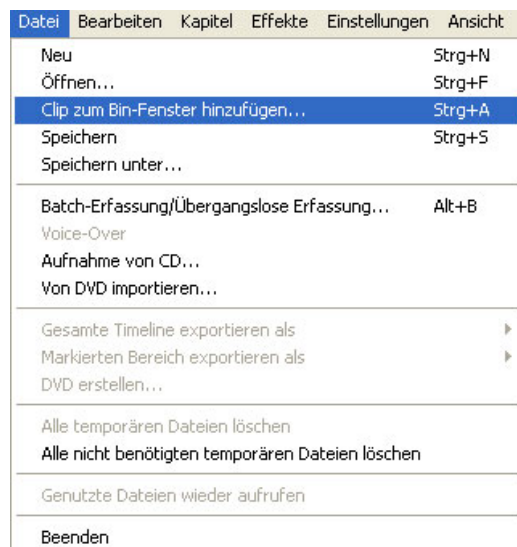 Datei Bearbeiten Kapitel Effekte Einstellungen Ansicht
Neu Strg+N
Öffnen... Strg+F
Clip zum Bin-Fenster hinzufügen... Strg+A
Speichern Strg+S
Speichern unter...
Batch-Erfassung/Übergangslose Erfassung... Alt+B
Voice-Over
Aufnahme von CD...
Von DVD importieren...
Gesamte Timeline exportieren als
Markierten Bereich exportieren als
DVD erstellen...
Alle temporären Dateien löschen
Alle nicht benötigten temporären Dateien löschen
Genutzte Dateien wieder aufrufen
Beenden